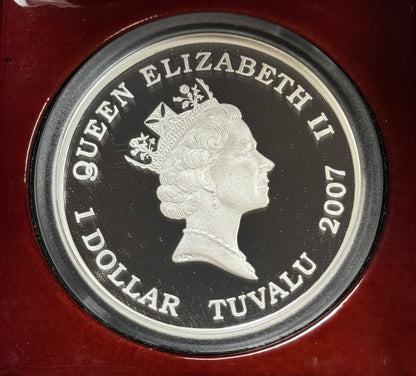 QUEEN ELIZABETH II
1 DOLLAR TUVALU 2007